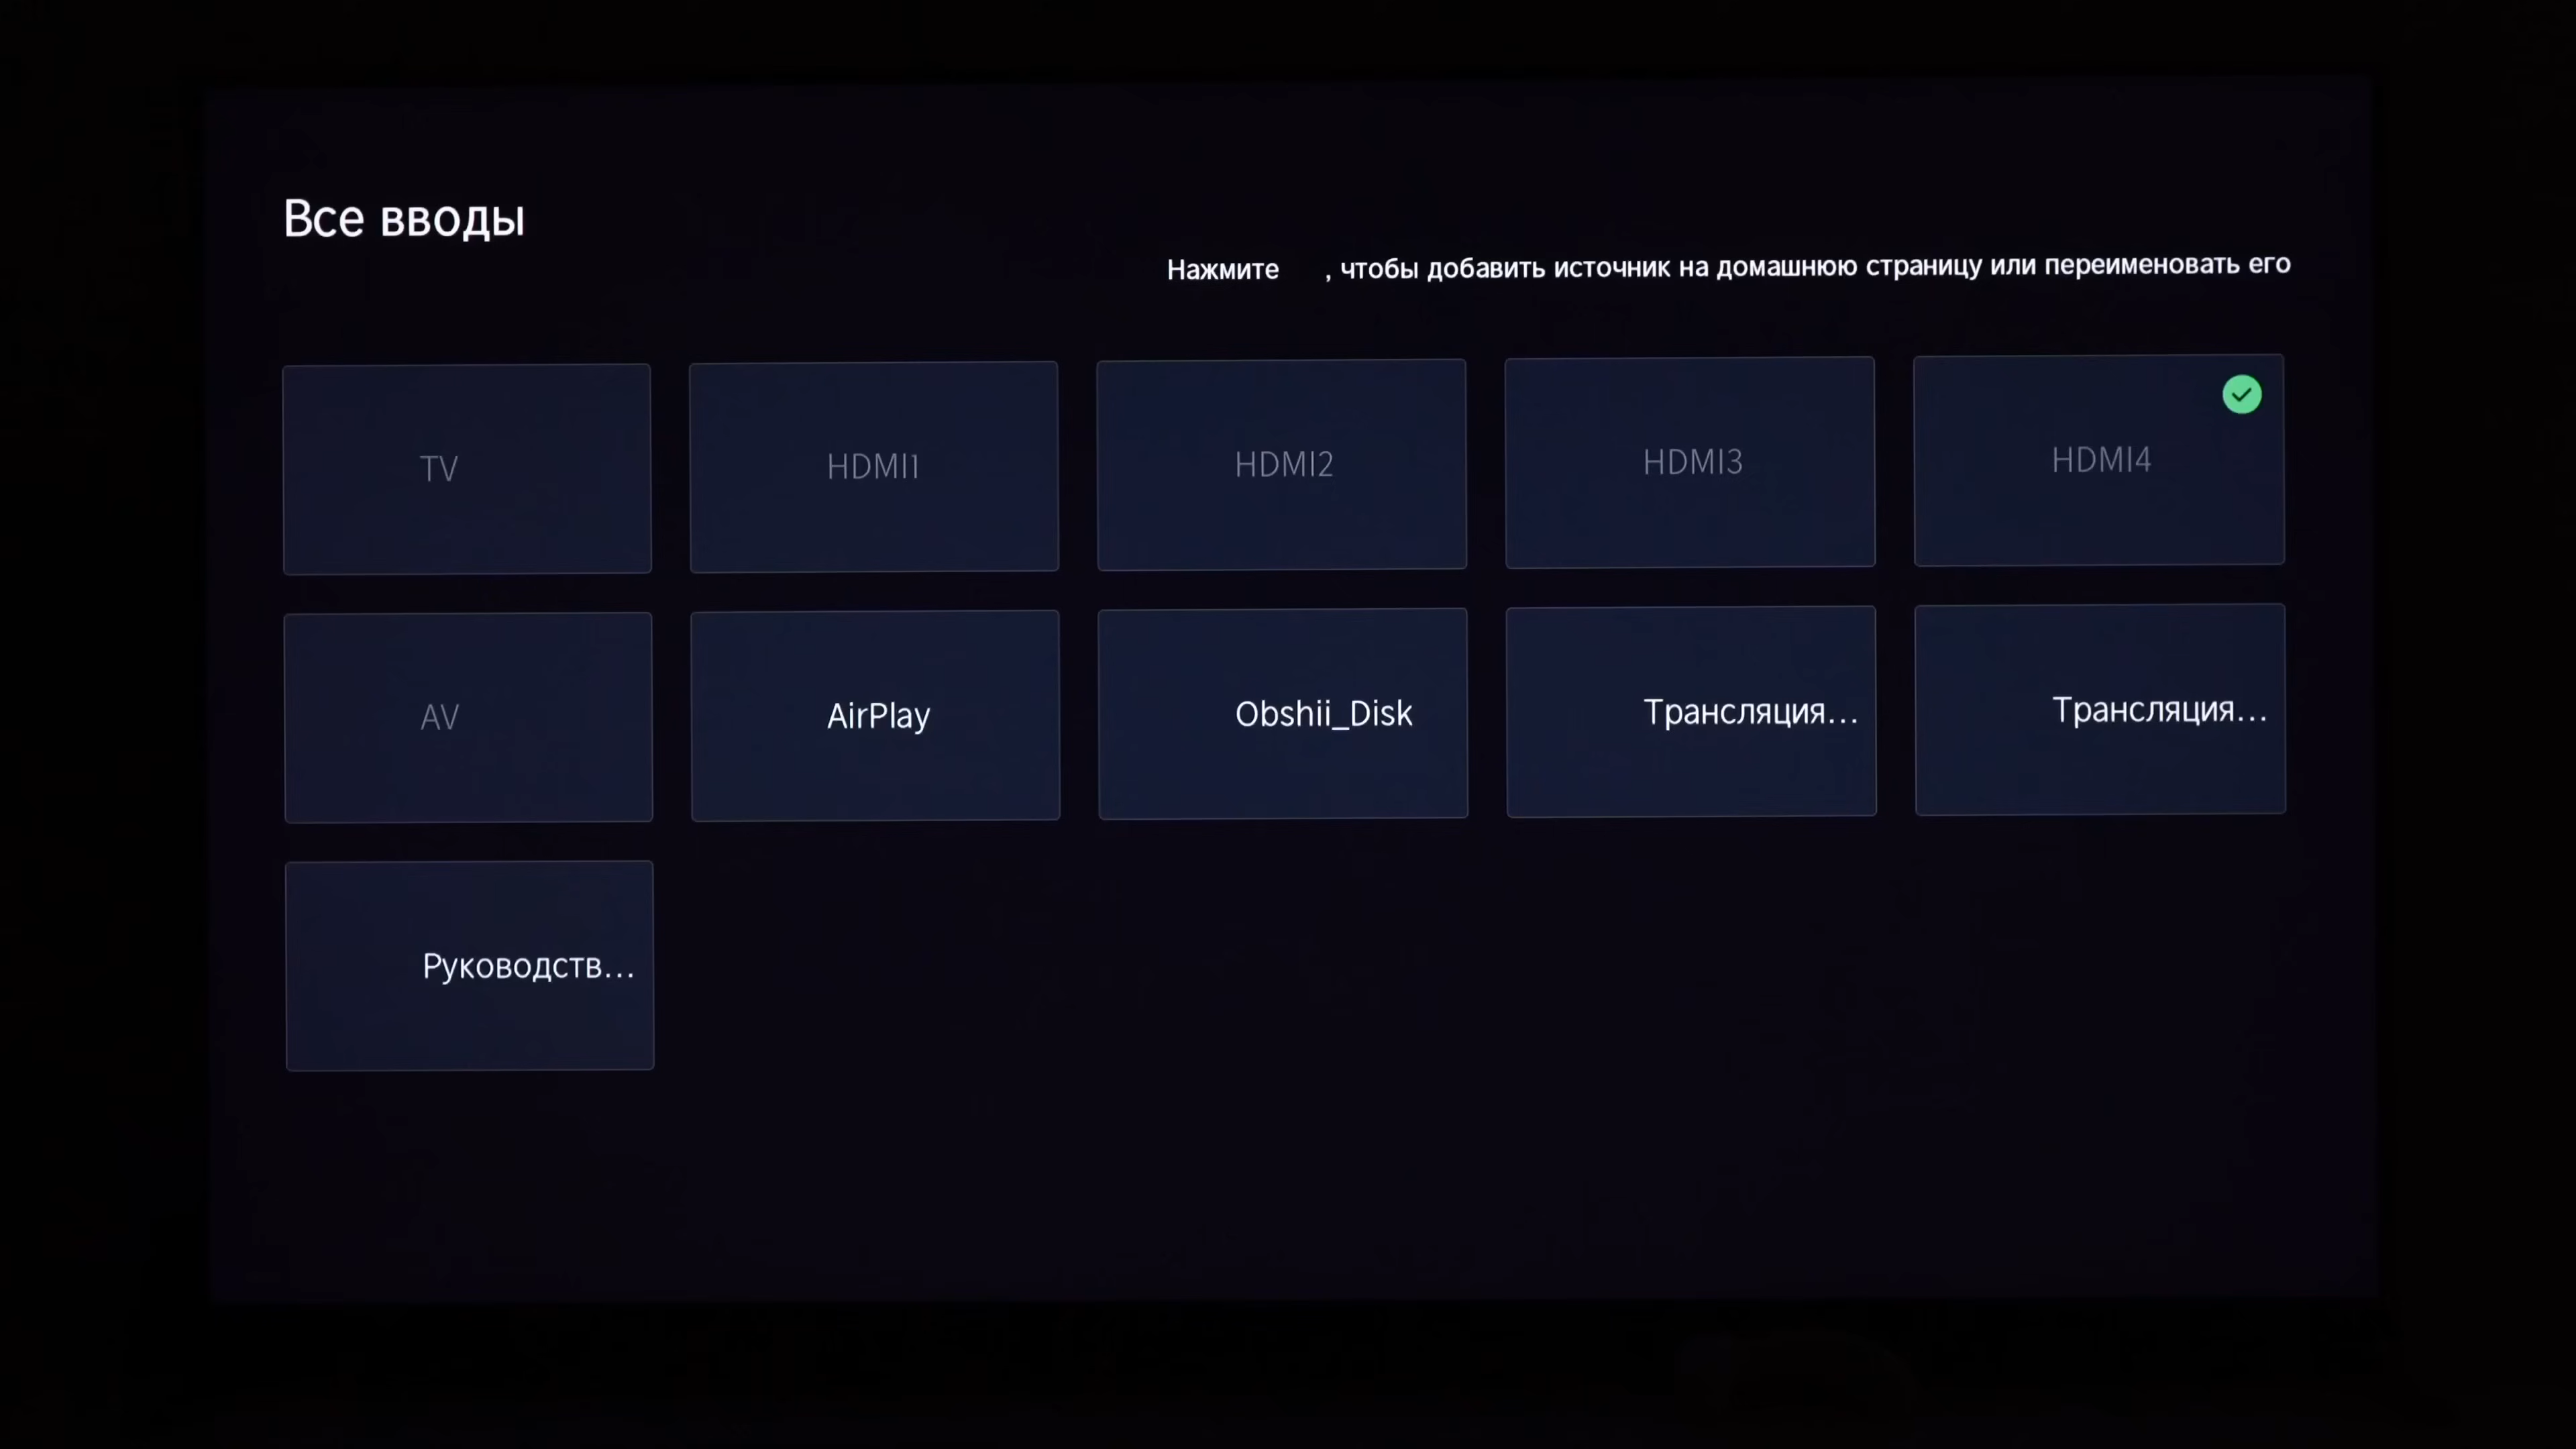 Все вводы
Нажмите , чтобы добавить источник на домашнюю страницу или переименовать его
TV
HDMI1
HDMI2
HDMI3
HDMI4
AV
AirPlay
Obshii_Disk
Трансляция...
Трансляция...
Руководств...